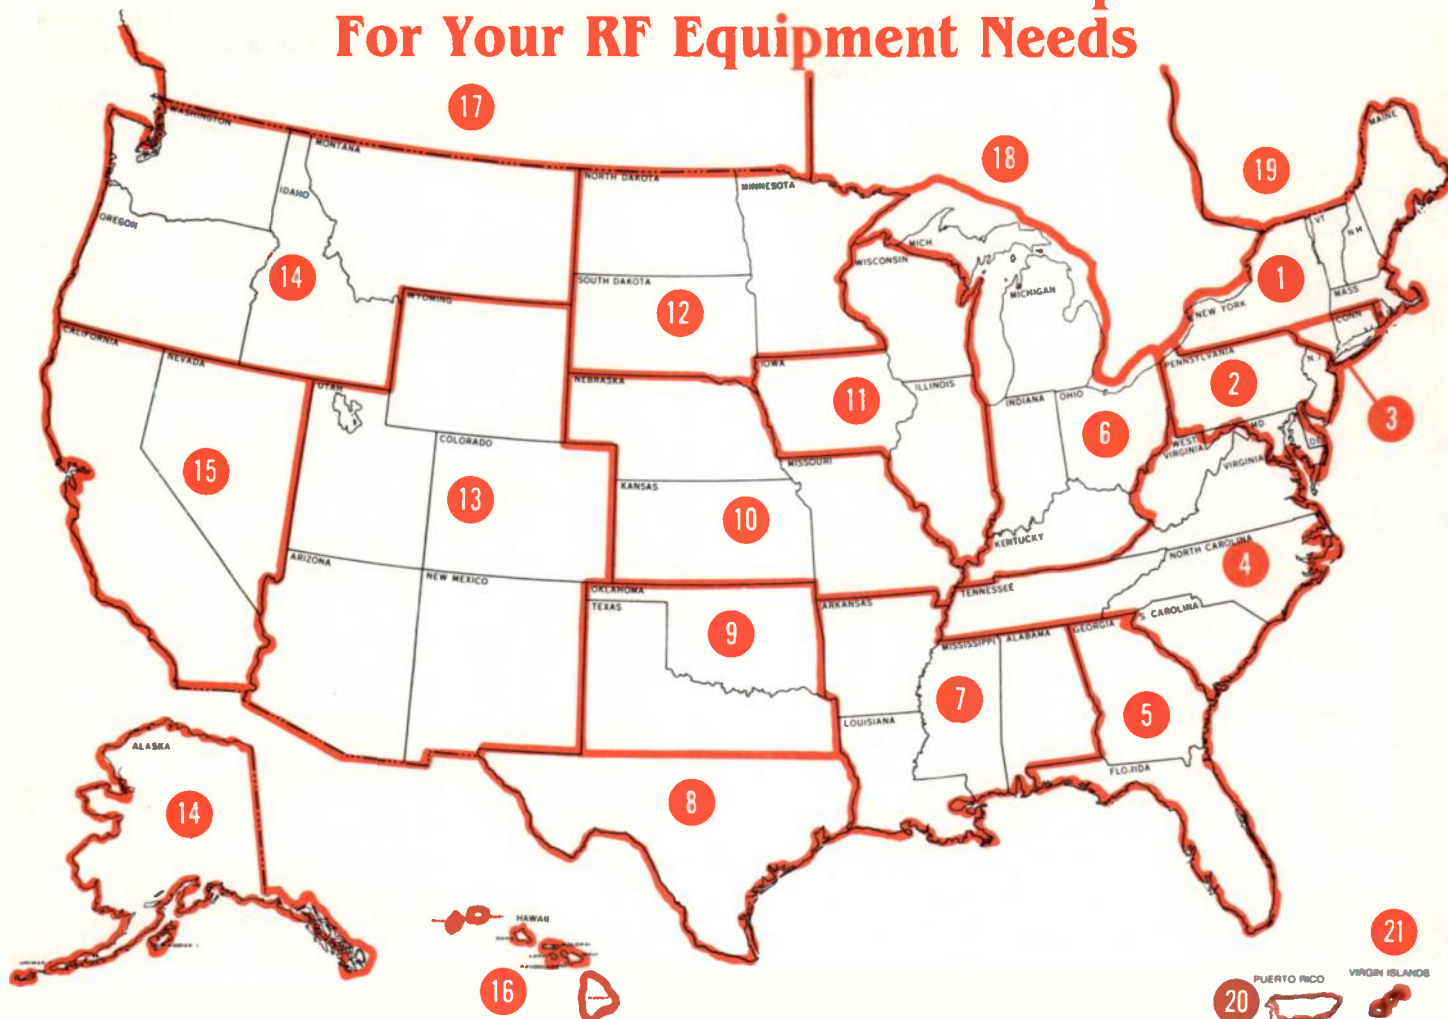 For Your RF Equipment Needs
17
18
19
WASHINGTON
MONTANA
IDAHO
OREGON
NORTH DAKOTA
MINNESOTA
MAINE
VT
N H
MICH.
WISCONSIN
MICHIGAN
14
SOUTH DAKOTA
12
WYOMING
1
NEW YORK
MASS
CONN
R I
CALIFORNIA
NEVADA
UTAH
NEBRASKA
IOWA
11
ILLINOIS
INDIANA
OHIO
PENNSYLVANIA
N J
2
3
6
15
COLORADO
13
KANSAS
MISSOURI
10
WEST VIRGINIA
MD
DE
VIRGINIA
KENTUCKY
ARIZONA
NEW MEXICO
OKLAHOMA
TEXAS
9
ARKANSAS
TENNESSEE
NORTH CAROLINA
4
S CAROLINA
MISSISSIPPI
ALABAMA
GEORGIA
7
5
LOUISIANA
FLORIDA
ALASKA
14
8
HAWAII
16
21
PUERTO RICO
VIRGIN ISLANDS
20